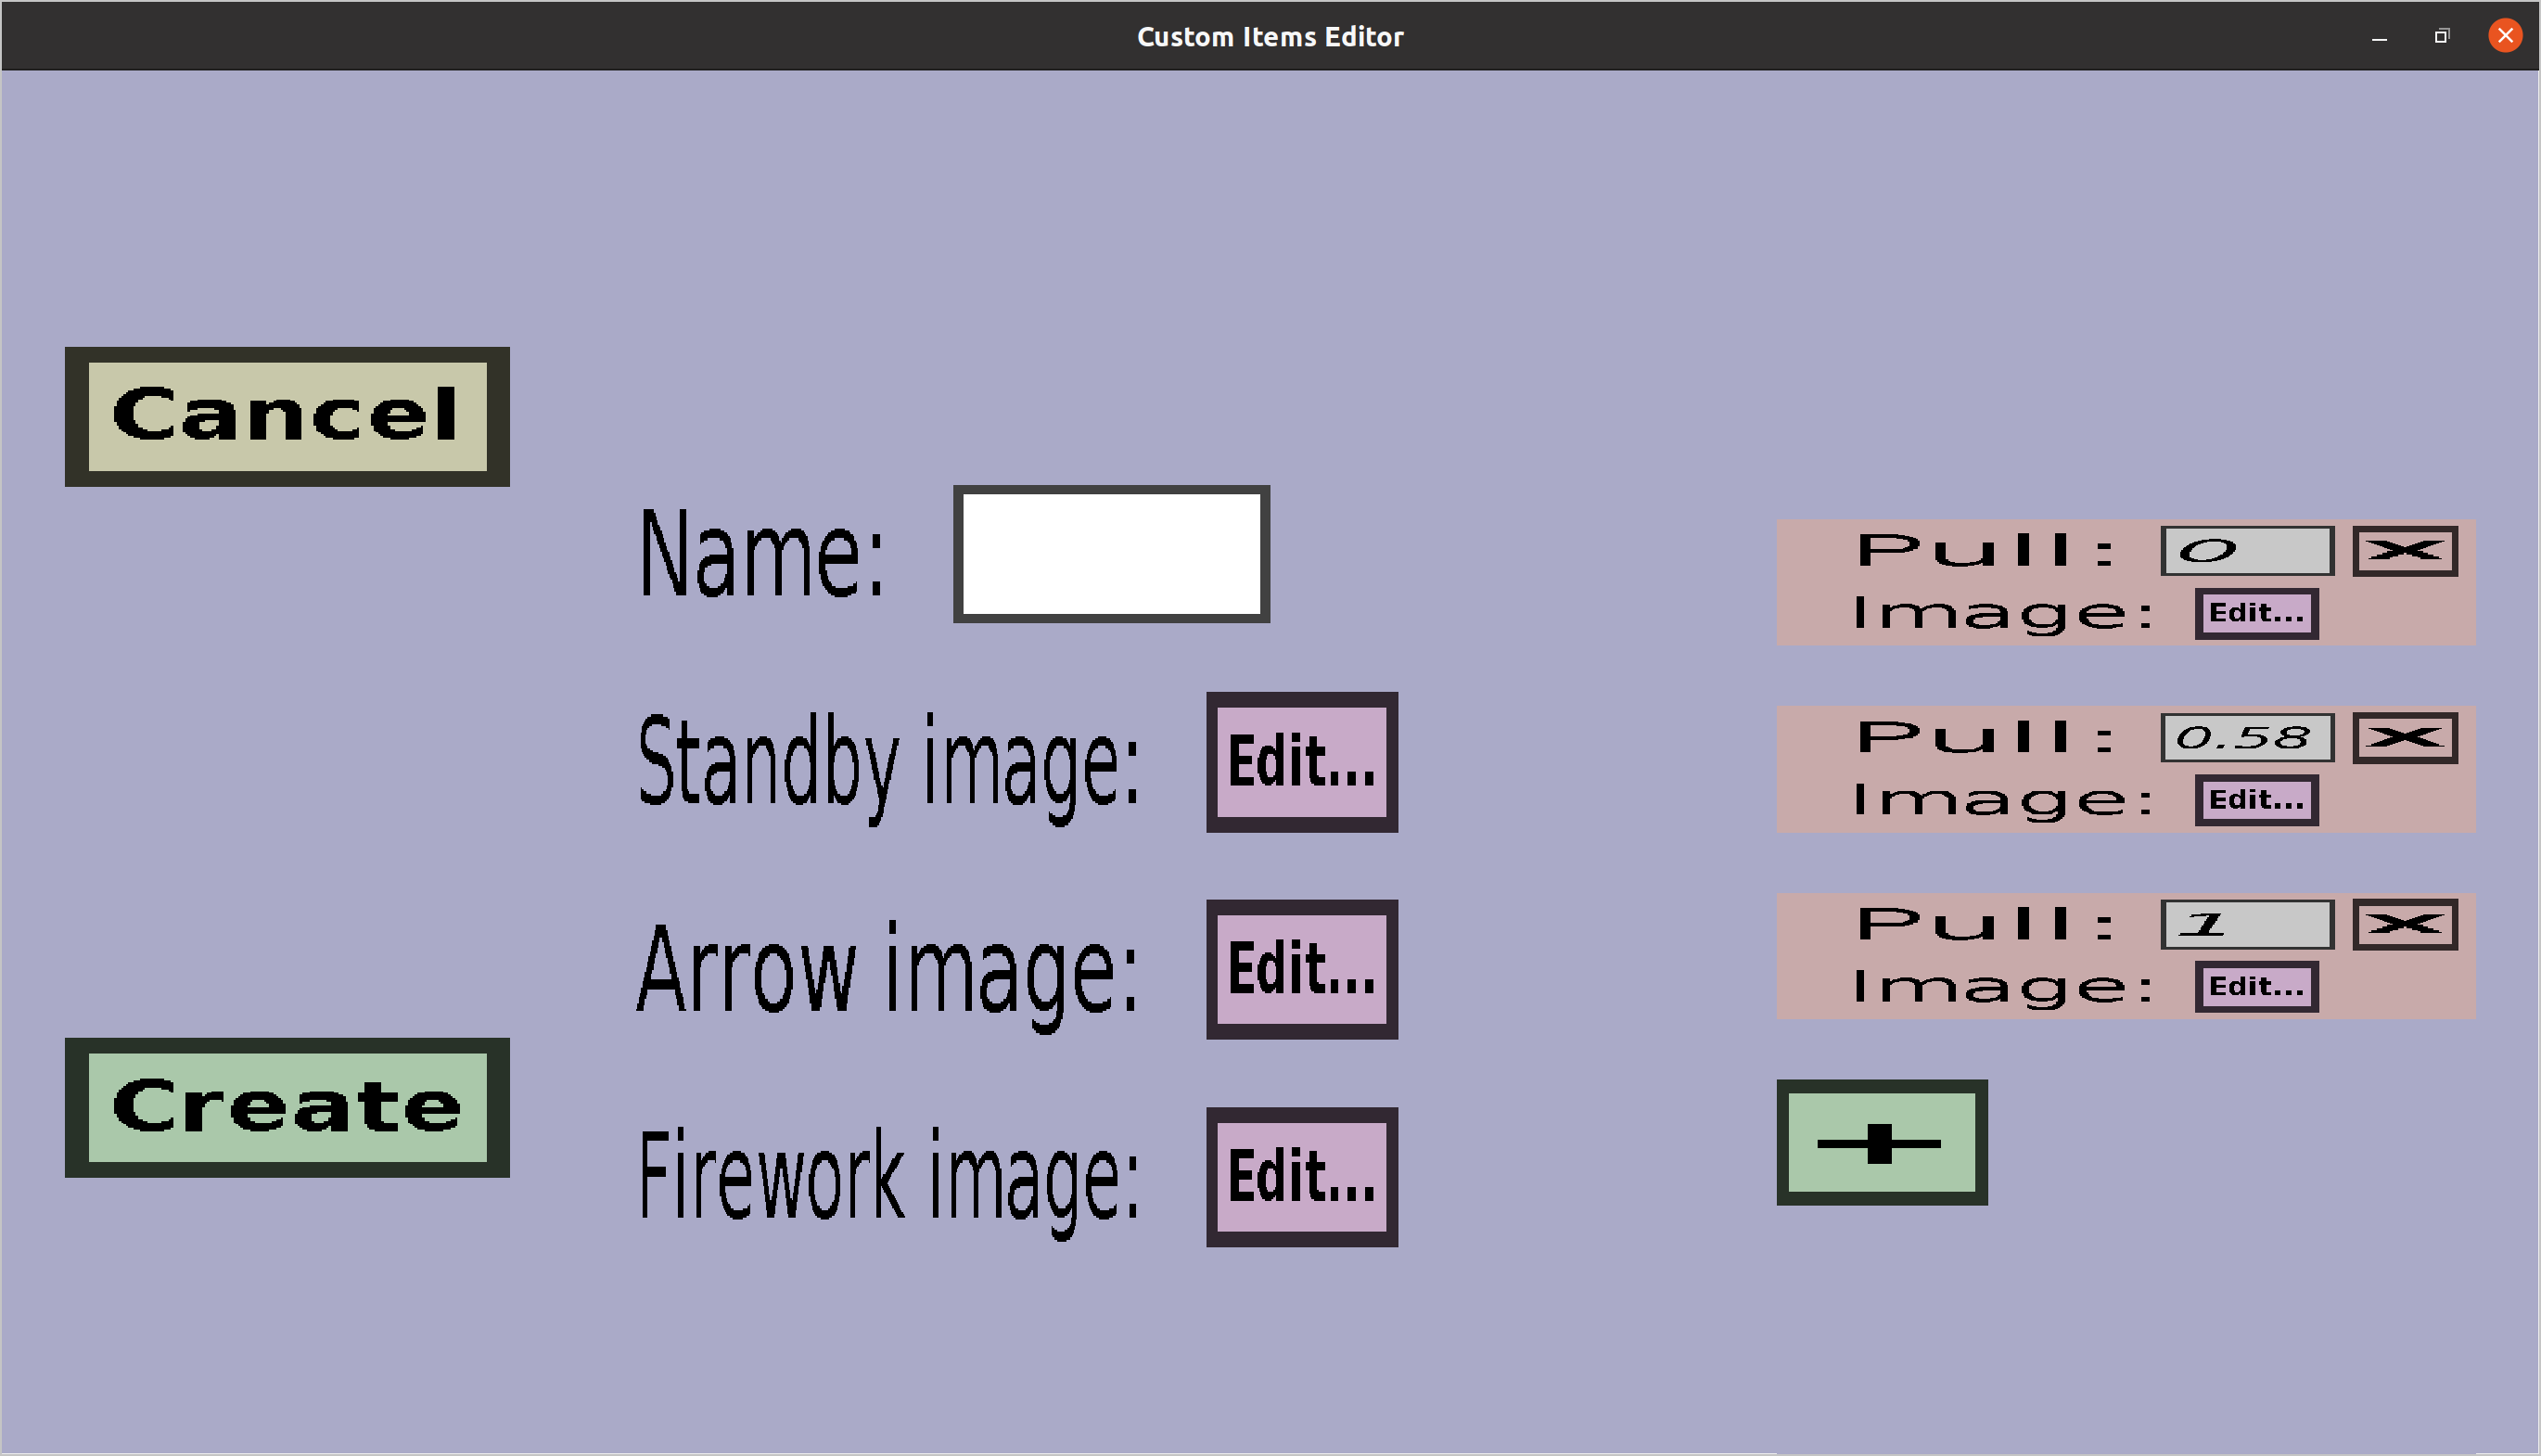 Custom Items Editor
Cancel
Name:
Standby image: Edit...
Arrow image: Edit...
Create
Firework image: Edit...
Pull: 0 X
Image: Edit...
Pull: 0.58 X
Image: Edit...
Pull: 1 X
Image: Edit...
+